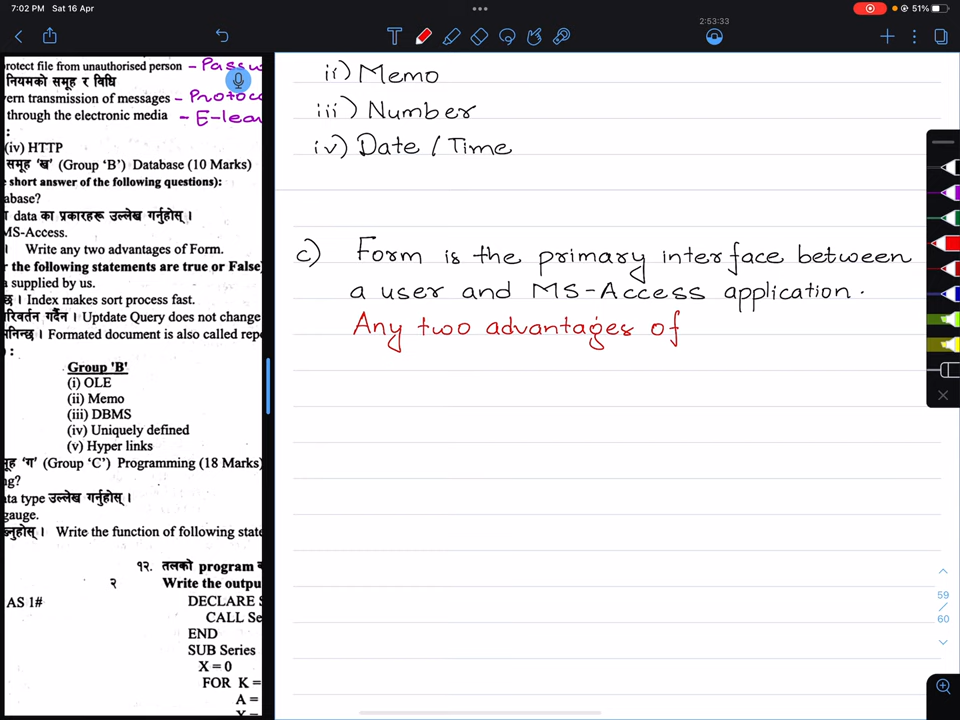 7:02 PM Sat 16 Apr
2:53:33
51%
rotect file from unauthorised person - Passw
नियमको समूह र विधि
vern transmission of messages - Protoc
through the electronic media - E-lear
:
(iv) HTTP
समूह 'ख' (Group 'B') Database (10 Marks)
short answer of the following questions):
abase?
data का प्रकारहरू उल्लेख गर्नुहोस् ।
MS-Access.
। Write any two advantages of Form.
r the following statements are true or False)
a supplied by us.
छ । Index makes sort process fast.
परिवर्तन गर्दैन । Uptdate Query does not change
मनिन्छ । Formated document is also called rep
) :
Group 'B'
(i) OLE
(ii) Memo
(iii) DBMS
(iv) Uniquely defined
(v) Hyper links
मूह 'ग' (Group 'C') Programming (18 Marks)
ng?
ata type उल्लेख गर्नुहोस् ।
gauge.
ख्नुहोस् । Write the function of following state
१२. तलको program
२ Write the outpu
DECLARE S
AS 1#
CALL Se
END
SUB Series
X = 0
FOR K =
A =
ii) Memo
iii) Number
iv) Date / Time
c) Form is the primary interface between
a user and MS-Access application.
Any two advantages of
59
/
60